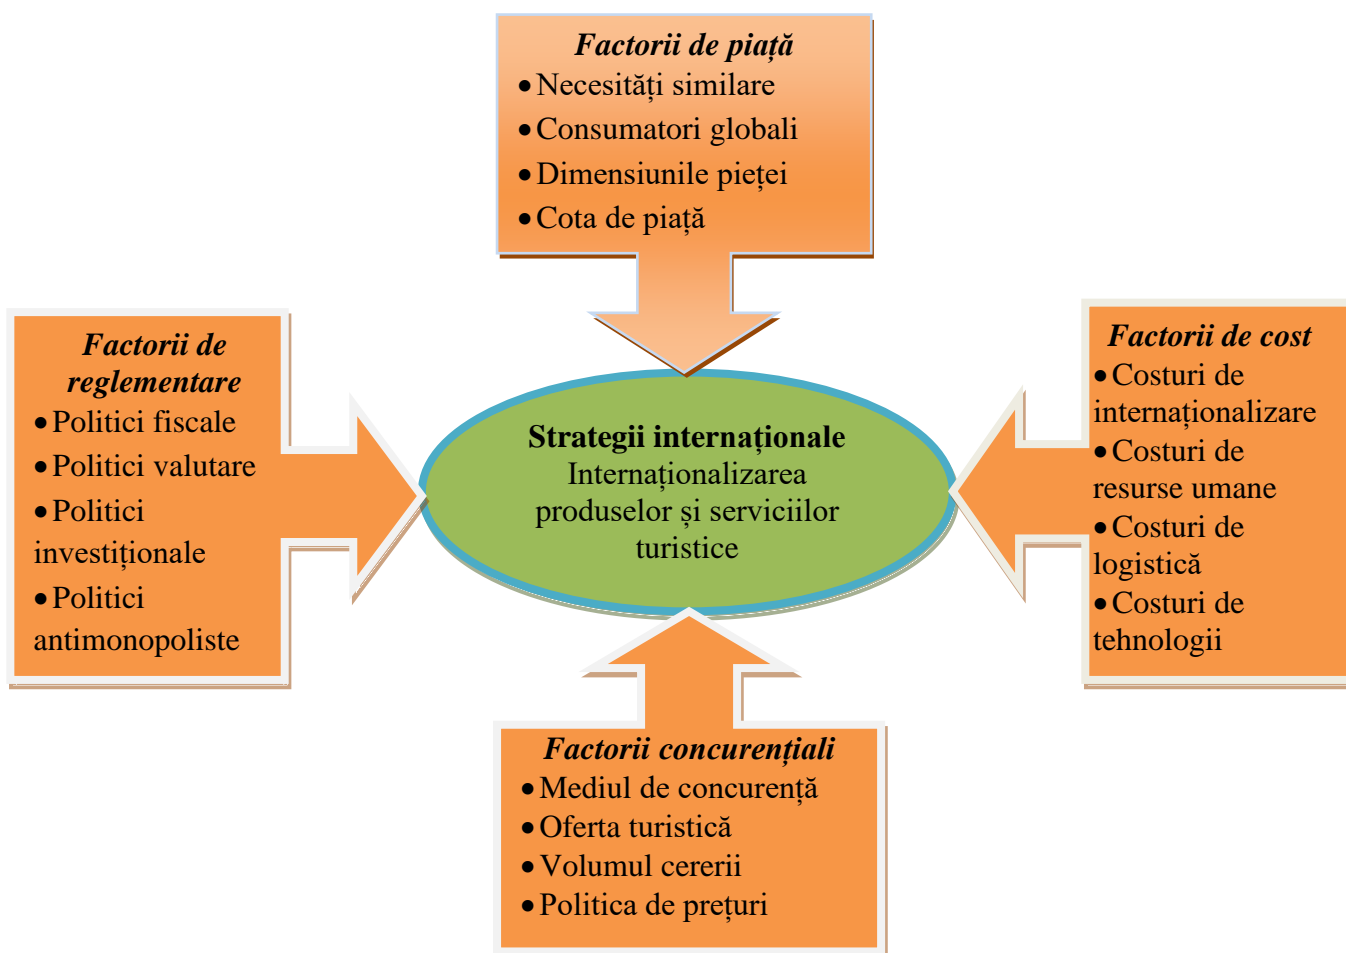 Factorii de piață
• Necesități similare
• Consumatori globali
• Dimensiunile pieței
• Cota de piață
Factorii de
reglementare
• Politici fiscale
• Politici valutare
• Politici
investiționale
• Politici
antimonopoliste
Strategii internaționale
Internaționalizarea
produselor și serviciilor
turistice
Factorii de cost
• Costuri de
internaționalizare
• Costuri de
resurse umane
• Costuri de
logistică
• Costuri de
tehnologii
Factorii concurențiali
• Mediul de concurență
• Oferta turistică
• Volumul cererii
• Politica de prețuri